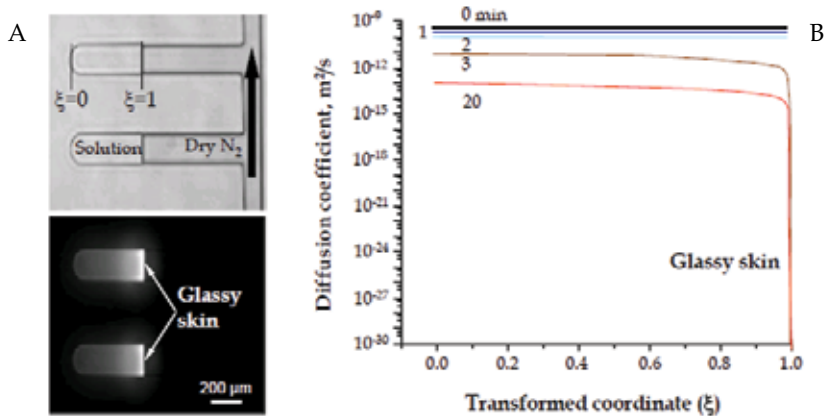 A
ξ=0
ξ=1
Solution
Dry N₂
Glassy
skin
200 µm
B
Diffusion coefficient, m²/s
10⁻⁹
10⁻¹²
10⁻¹⁵
10⁻¹⁸
10⁻²¹
10⁻²⁴
10⁻²⁷
10⁻³⁰
0 min
1
2
3
20
Glassy skin
0.0
0.2
0.4
0.6
0.8
1.0
Transformed coordinate (ξ)